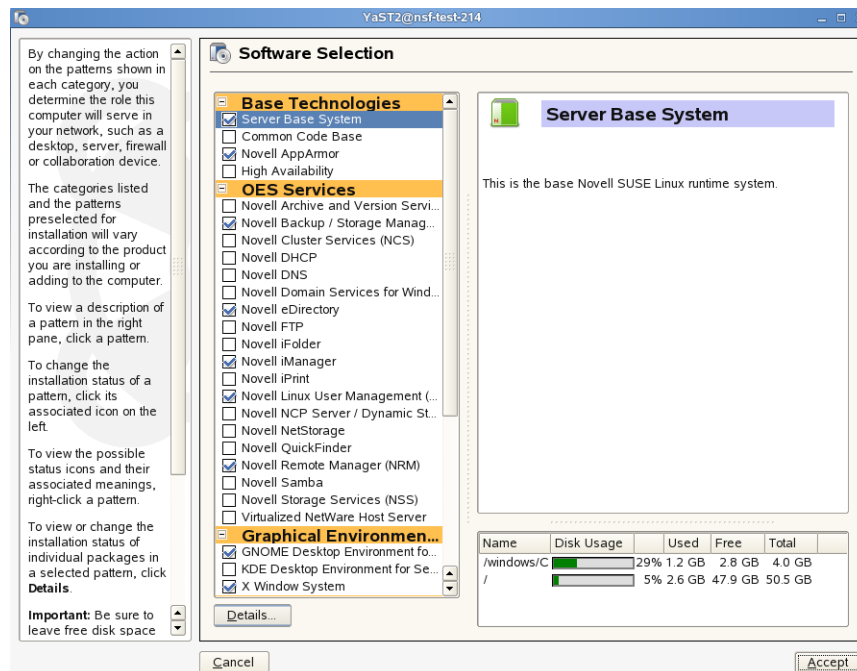 YaST2@nsf-test-214
By changing the action
on the patterns shown in
each category, you
determine the role this
computer will serve in
your network, such as a
desktop, server, firewall
or collaboration device.
The categories listed
and the patterns
preselected for
installation will vary
according to the product
you are installing or
adding to the computer.
To view a description of
a pattern in the right
pane, click a pattern.
To change the
installation status of a
pattern, click its
associated icon on the
left.
To view the possible
status icons and their
associated meanings,
right-click a pattern.
To view or change the
installation status of
individual packages in
a selected pattern, click
Details.
Important: Be sure to
leave free disk space
Software Selection
Base Technologies
Server Base System
Common Code Base
Novell AppArmor
High Availability
OES Services
Novell Archive and Version Servi...
Novell Backup / Storage Manag...
Novell Cluster Services (NCS)
Novell DHCP
Novell DNS
Novell Domain Services for Wind...
Novell eDirectory
Novell FTP
Novell iFolder
Novell iManager
Novell iPrint
Novell Linux User Management (...
Novell NCP Server / Dynamic St...
Novell NetStorage
Novell QuickFinder
Novell Remote Manager (NRM)
Novell Samba
Novell Storage Services (NSS)
Virtualized NetWare Host Server
Graphical Environmen...
GNOME Desktop Environment fo...
KDE Desktop Environment for Se...
X Window System
Details...
N
Server Base System
This is the base Novell SUSE Linux runtime system.
Name Disk Usage Used Free Total
/windows/C 29% 1.2 GB 2.8 GB 4.0 GB
/ 5% 2.6 GB 47.9 GB 50.5 GB
Cancel
Accept